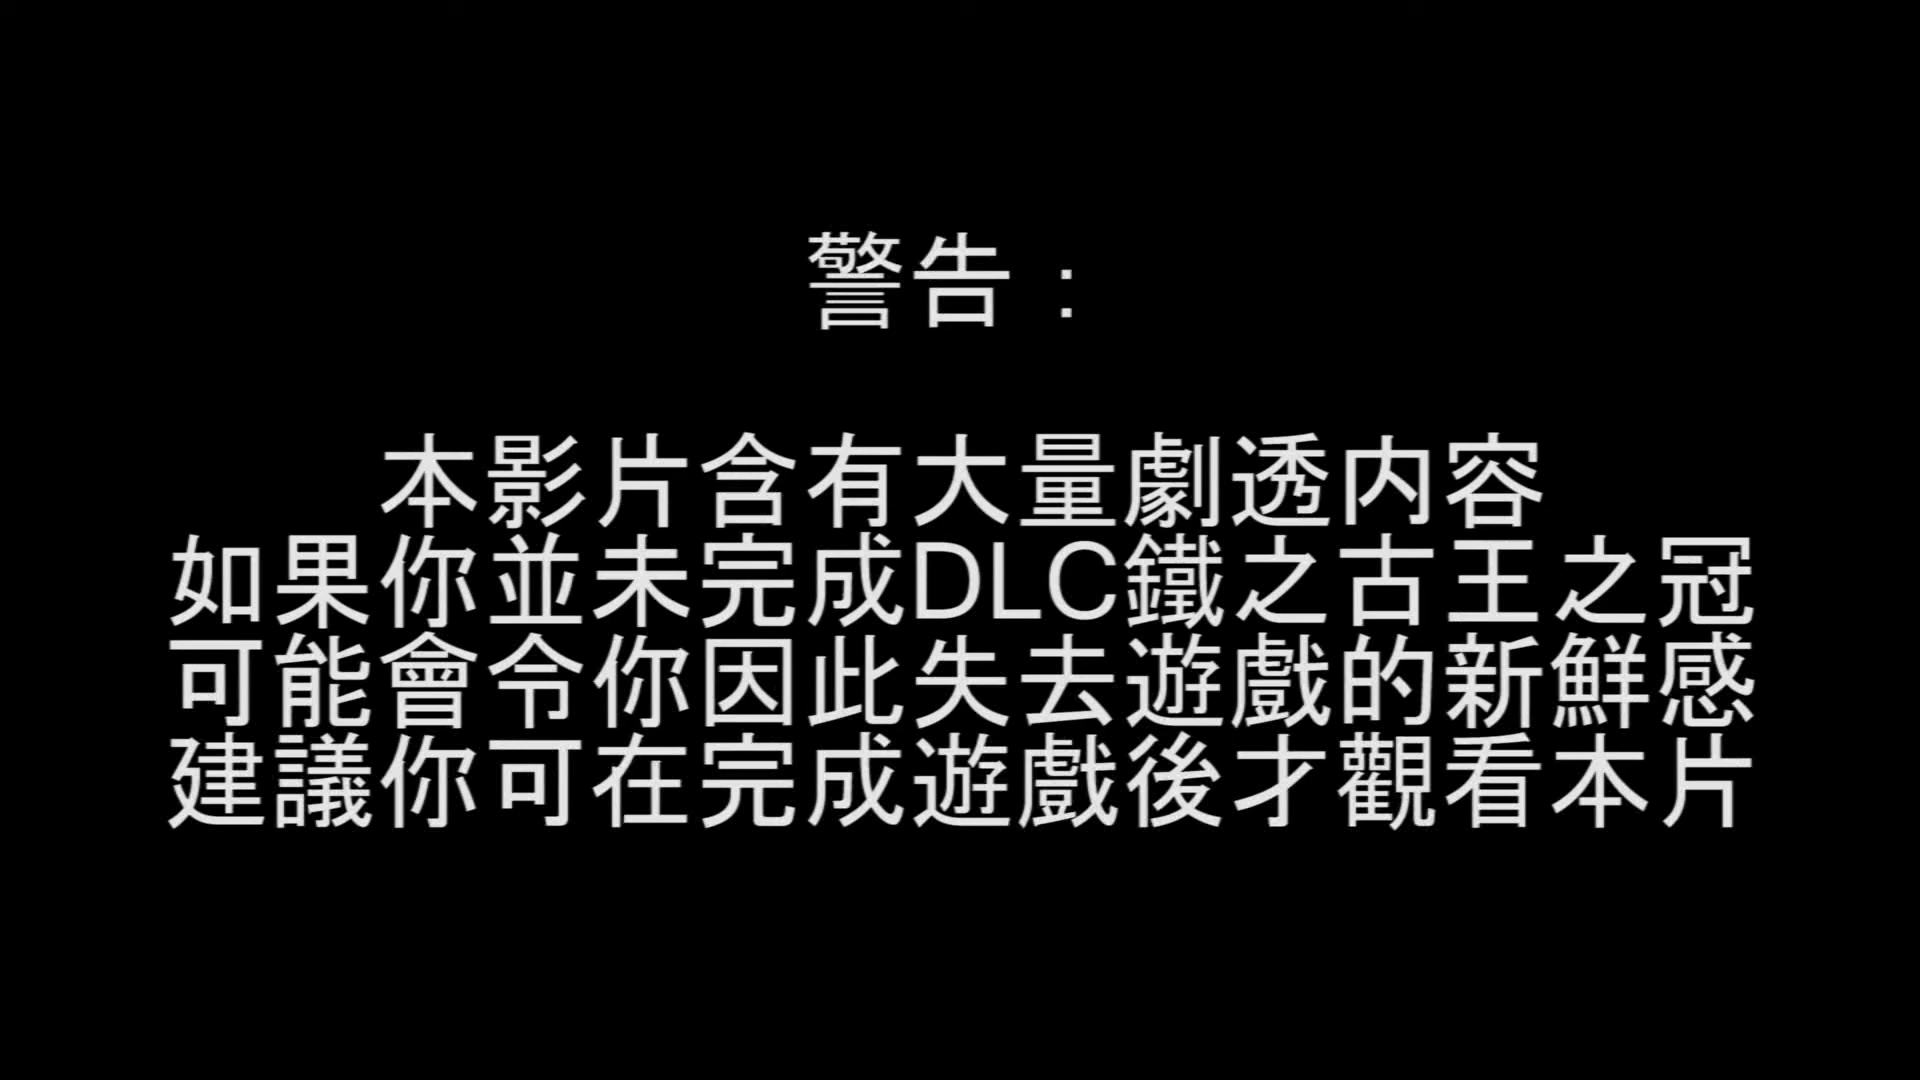 警告：
本影片含有大量劇透内容
如果你並未完成DLC鐵之古王之冠
可能會令你因此失去遊戲的新鮮感
建議你可在完成遊戲後才觀看本片